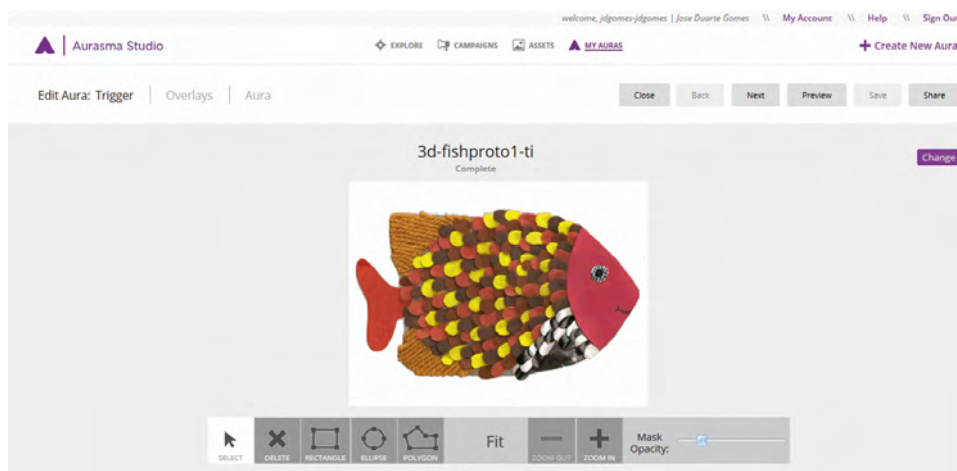 welcome, jdgomes-jdgomes | Jose Duarte Gomes \\ My Account \\ Help \\ Sign Out
Aurasma Studio EXPLORE CAMPAIGNS ASSETS MY AURAS Create New Aura
Edit Aura: Trigger | Overlays | Aura Close Back Next Preview Save Share
3d-fishproto1-ti
Change
Complete
Fit
Mask
Opacity:
SELECT DELETE RECTANGLE ELLIPSE POLYGON ZOOM OUT ZOOM IN